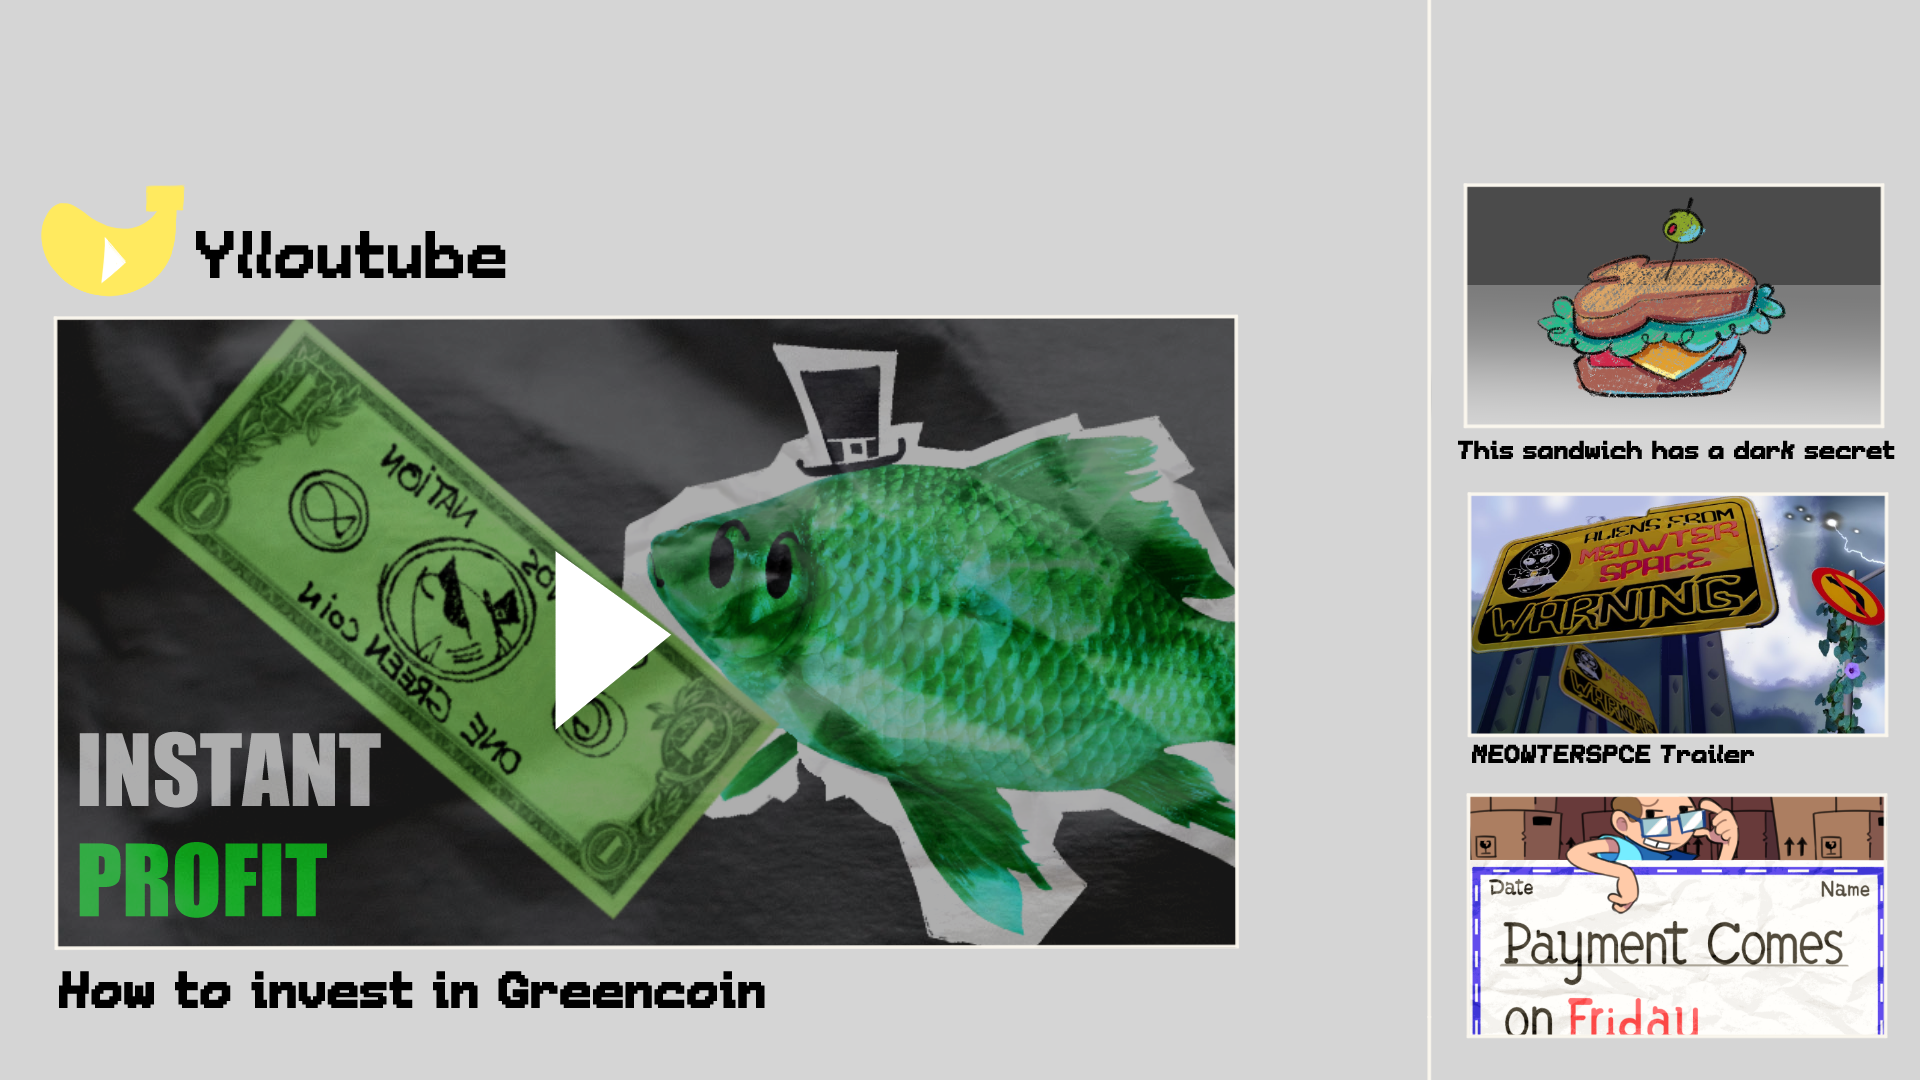 Ylloutube
NATION
ONE GREEN COIN
INSTANT
PROFIT
How to invest in Greencoin
This sandwich has a dark secret
ALIENS FROM
MEOWTER
SPACE
WARNING
WARNING
MEOWTERSPCE Trailer
Date
Name
Payment Comes
on Friday